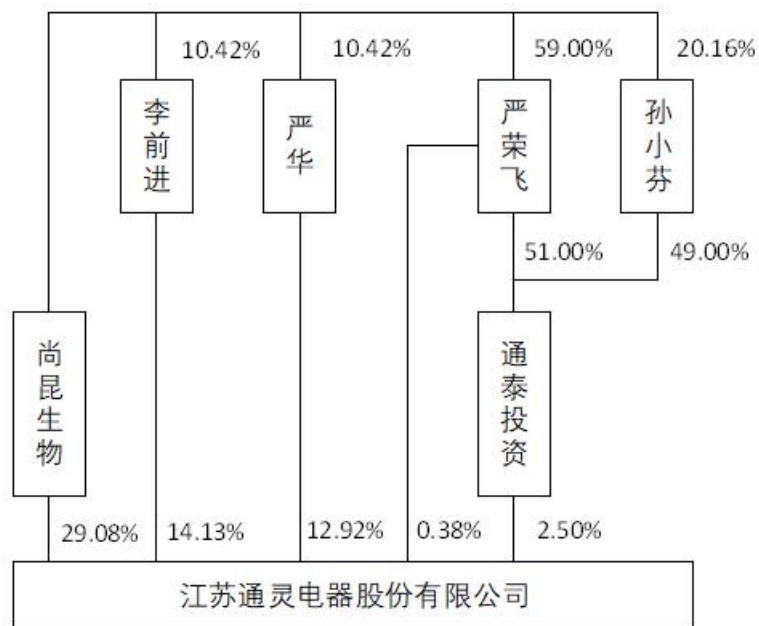 10.42%
10.42%
59.00%
20.16%
李前进
严华
严荣飞
孙小芬
51.00%
49.00%
尚昆生物
通泰投资
29.08%
14.13%
12.92%
0.38%
2.50%
江苏通灵电器股份有限公司